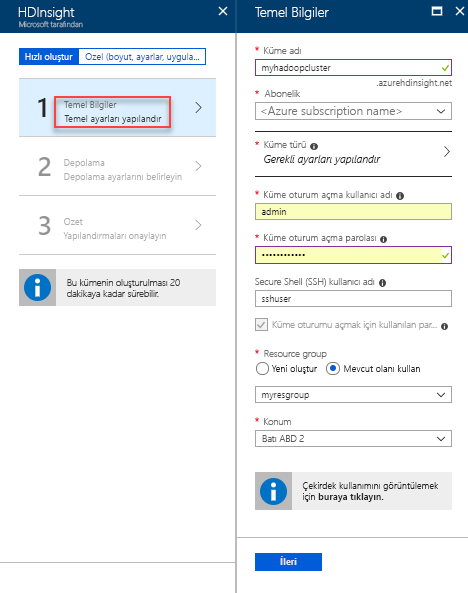 HDInsight
Microsoft tarafından
Hızlı oluştur
Ozel (boyut, ayarlar, uygula...
1
Temel Bilgiler
Temel ayarları yapılandır
2
Depolama
Depolama ayarlarını belirleyin
3
Ozet
Yapılandırmaları onaylayın
Bu kümenin oluşturulması 20
dakikaya kadar sürebilir.
Temel Bilgiler
* Küme adı
myhadoopcluster
.azurehdinsight.net
* Abonelik
<Azure subscription name>
* Küme türü
Gerekli ayarları yapılandır
* Küme oturum açma kullanici adı
admin
* Küme oturum açma parolası
••••••••••••
Secure Shell (SSH) kullanıcı adı
sshuser
Küme oturumu açmak için kullanılan par...
* Resource group
Yeni oluştur
Mevcut olanı kullan
myresgroup
* Konum
Batı ABD 2
Çekirdek kullanımını görüntülemek
için buraya tıklayın.
İleri